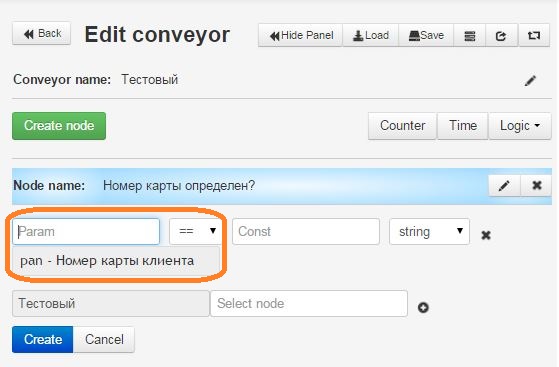 Back Edit conveyor Hide Panel Load Save
Conveyor name: Тестовый
Create node Counter Time Logic
Node name: Номер карты определен?
Param == Const string
pan - Номер карты клиента
Тестовый Select node
Create Cancel